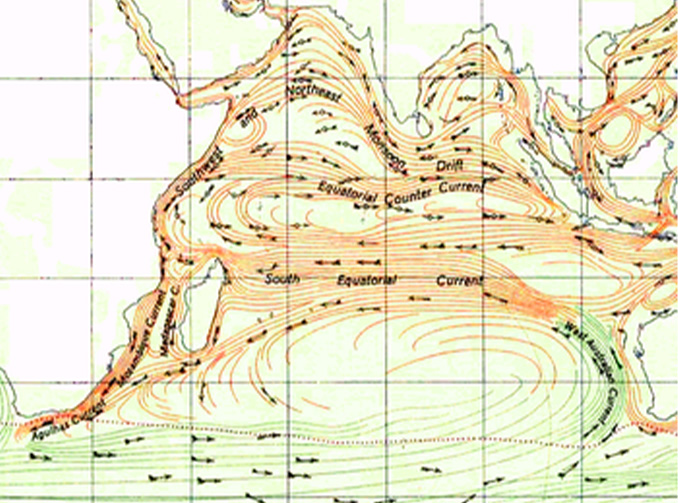 Southwest and Northeast Monsoon Drift
Equatorial Counter Current
South Equatorial Current
Mozambique Current
Madagascar C.
West Australian Current
Agulhas Current